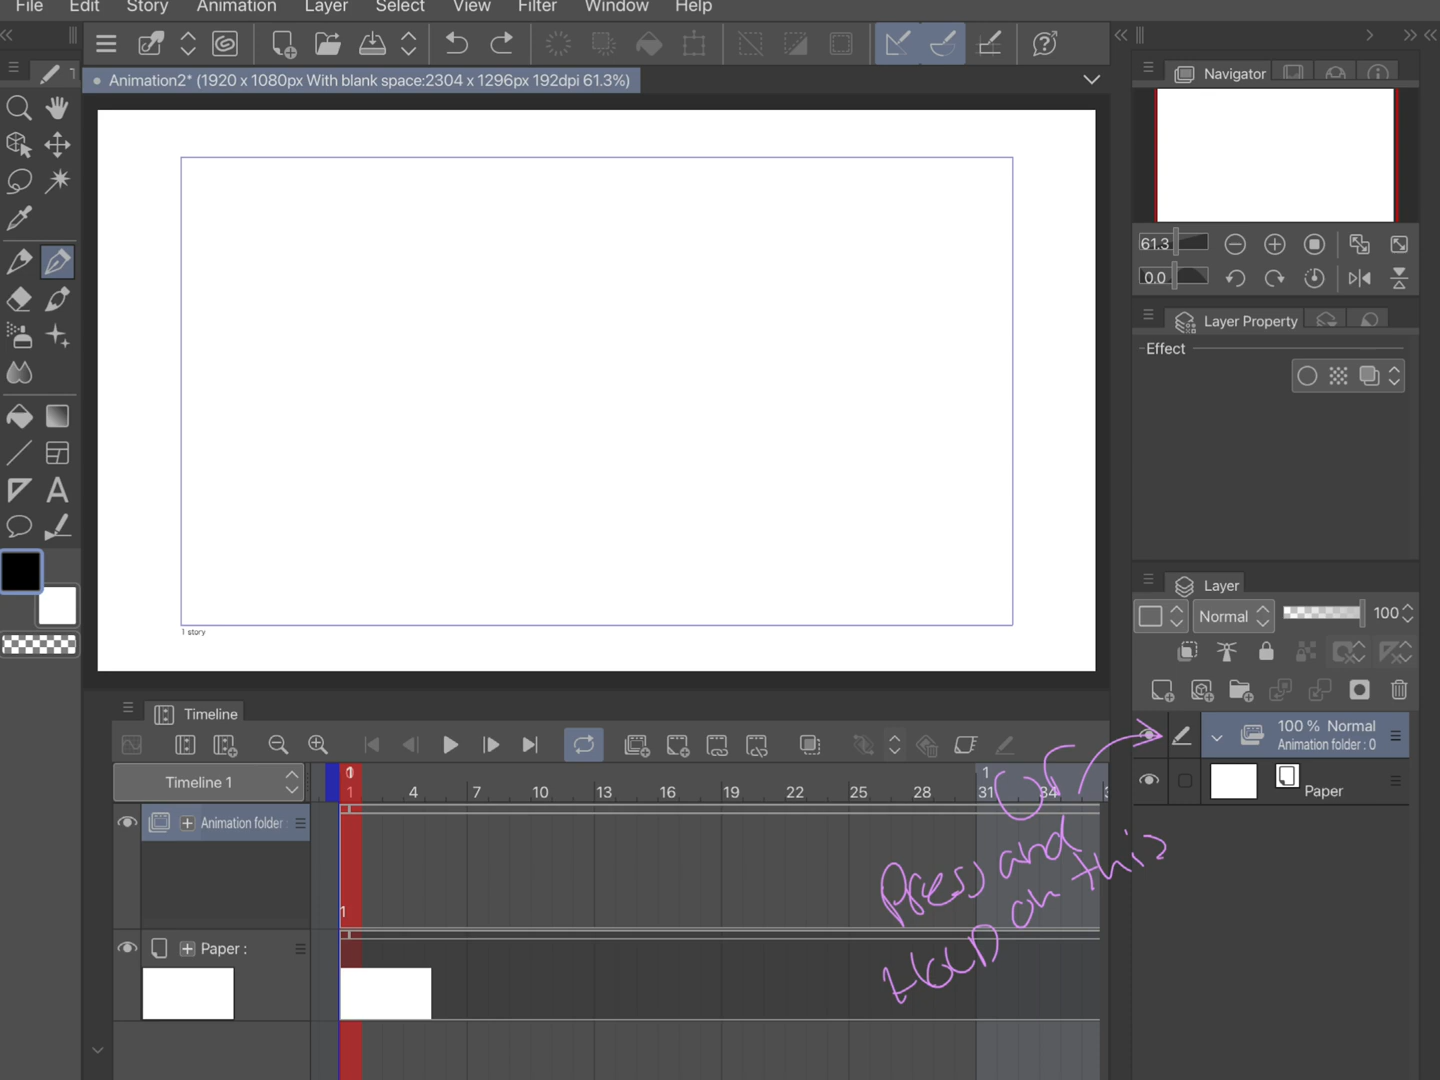 File Edit Story Animation Layer Select View Filter Window Help
Animation2* (1920 x 1080px With blank space:2304 x 1296px 192dpi 61.3%)
1 story
Navigator
61.3
0.0
Layer Property
Effect
Layer
Normal 100
100 % Normal
Animation folder : 0
Paper
Timeline
Timeline 1
0 1
1 4 7 10 13 16 19 22 25 28 31 34
Animation folder
1
Paper :
Or
Press and
HOLD on this